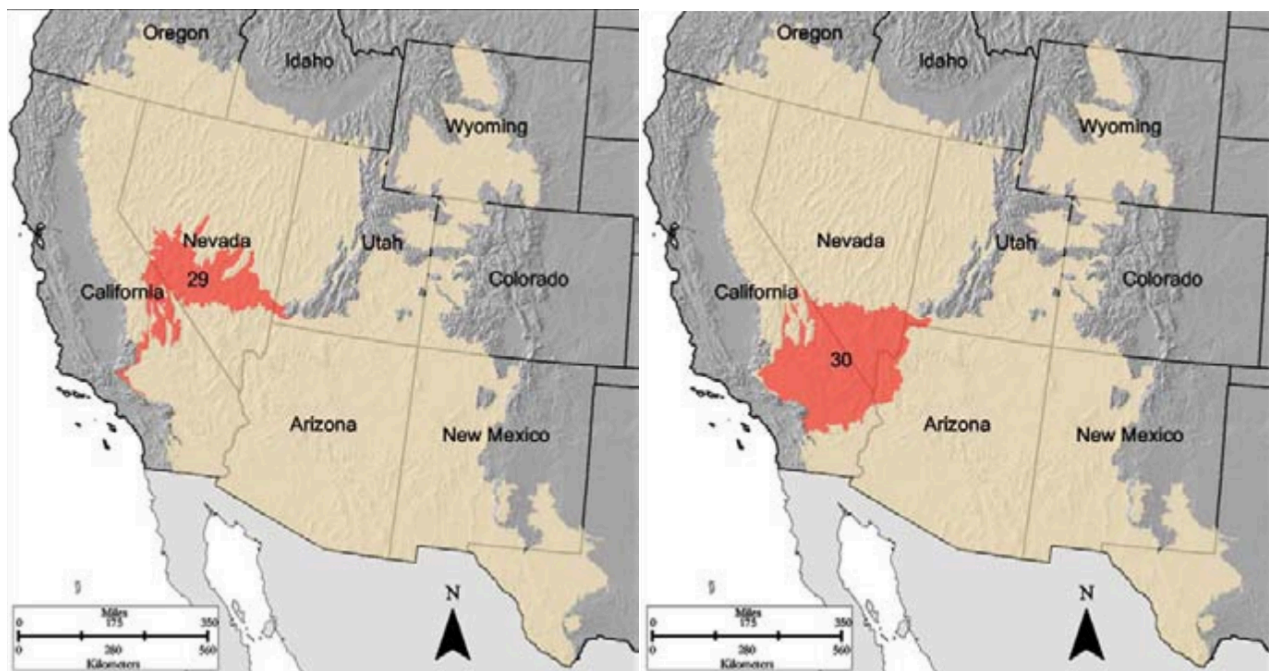 Oregon
Idaho
Wyoming
Nevada
Utah
29
California
Colorado
Arizona
New Mexico
N
Miles
0 175 350
0 280 560
Kilometers
Oregon
Idaho
Wyoming
Nevada
Utah
California
Colorado
30
Arizona
New Mexico
N
Miles
0 175 350
0 280 560
Kilometers